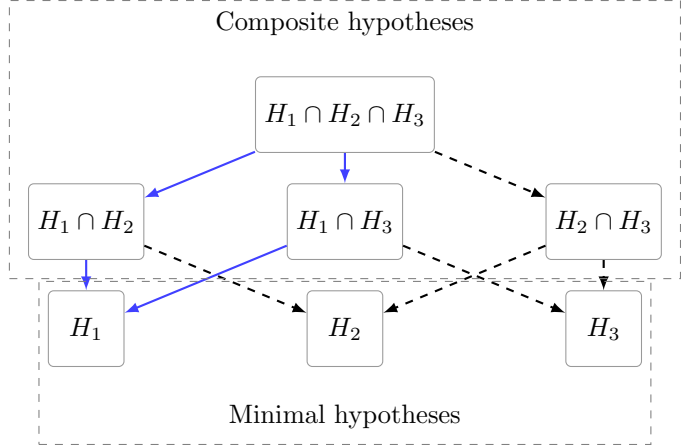 Composite hypotheses
H₁ ∩ H₂ ∩ H₃
H₁ ∩ H₂
H₁ ∩ H₃
H₂ ∩ H₃
H₁
H₂
H₃
Minimal hypotheses